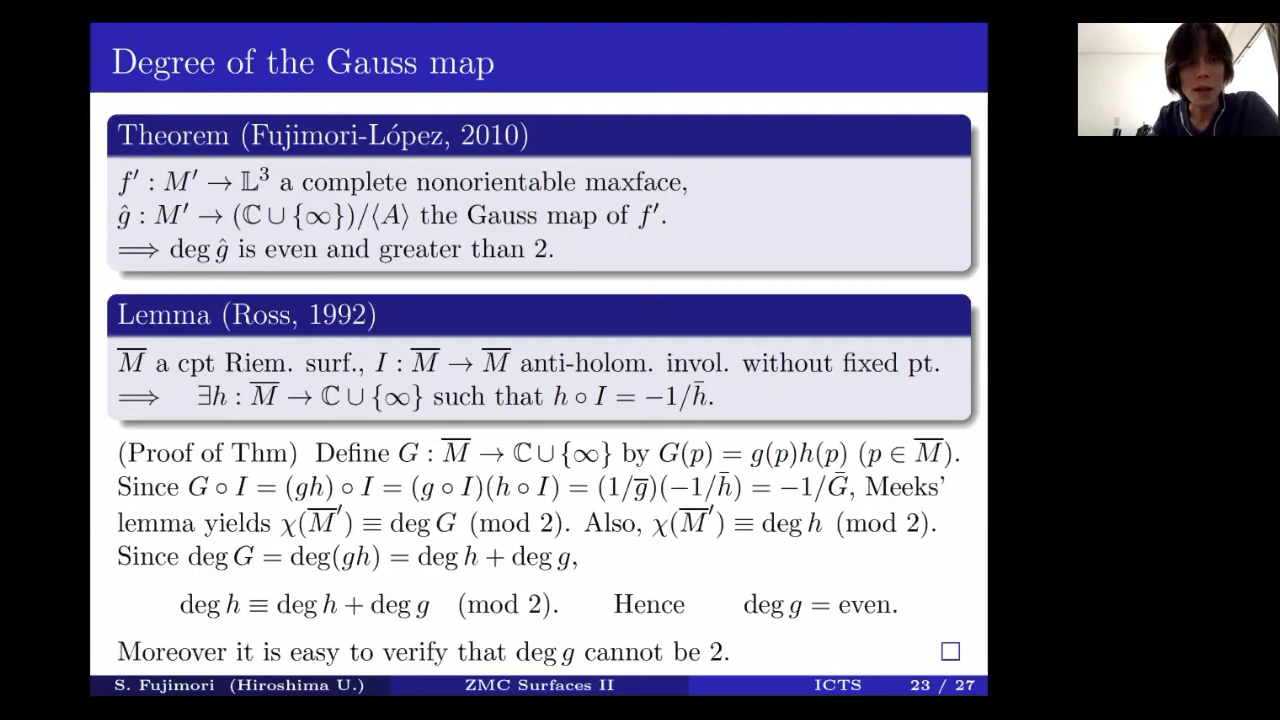 Degree of the Gauss map
Theorem (Fujimori-López, 2010)
f′ : M′ → 𝕃³ a complete nonorientable maxface,
ĝ : M′ → (ℂ ∪ {∞})/⟨A⟩ the Gauss map of f′.
⟹ deg ĝ is even and greater than 2.
Lemma (Ross, 1992)
M̅ a cpt Riem. surf., I : M̅ → M̅ anti-holom. invol. without fixed pt.
⟹ ∃h : M̅ → ℂ ∪ {∞} such that h ∘ I = −1/h̄.
(Proof of Thm) Define G : M̅ → ℂ ∪ {∞} by G(p) = g(p)h(p) (p ∈ M̅).
Since G ∘ I = (gh) ∘ I = (g ∘ I)(h ∘ I) = (1/g̅)(−1/h̄) = −1/Ḡ, Meeks'
lemma yields χ(M̅′) ≡ deg G (mod 2). Also, χ(M̅′) ≡ deg h (mod 2).
Since deg G = deg(gh) = deg h + deg g,
deg h ≡ deg h + deg g (mod 2). Hence deg g = even.
Moreover it is easy to verify that deg g cannot be 2. □
S. Fujimori (Hiroshima U.) ZMC Surfaces II ICTS 23 / 27